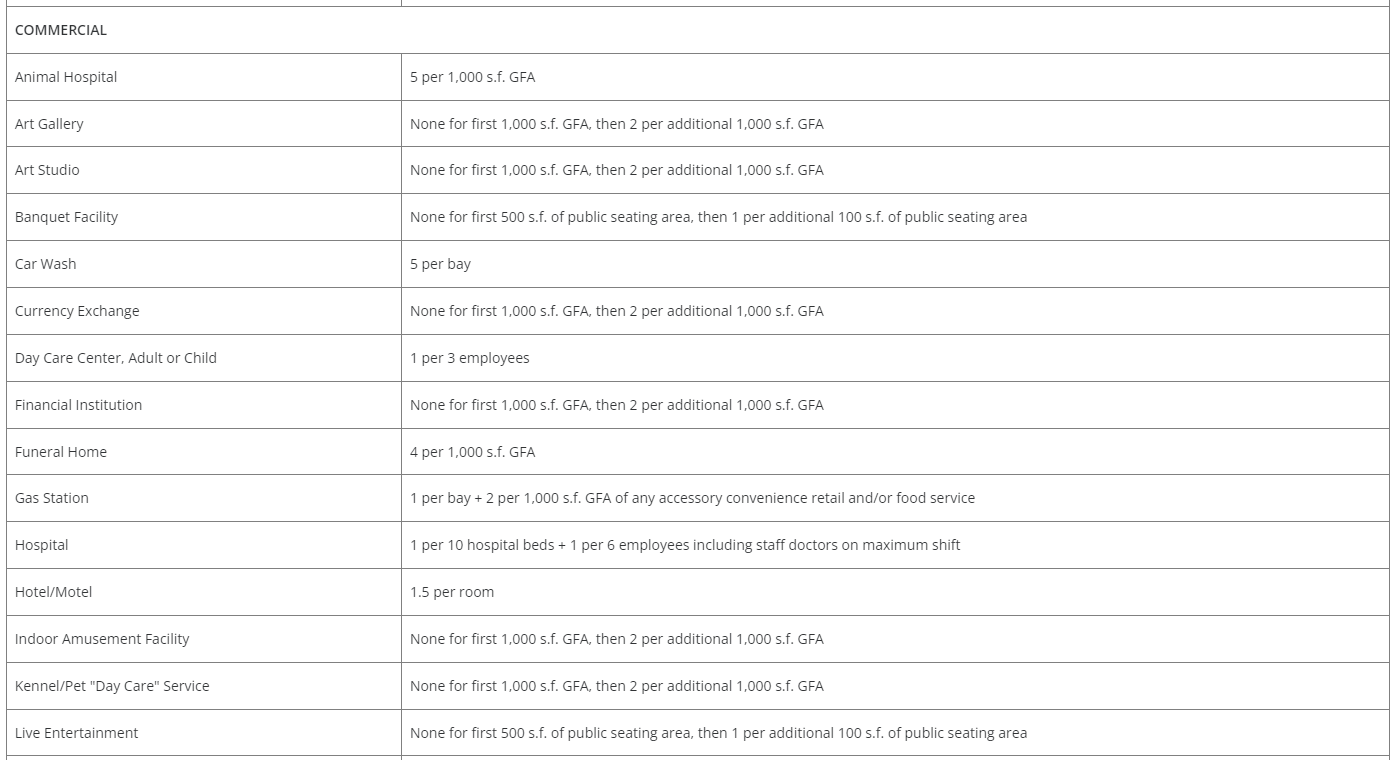 COMMERCIAL
Animal Hospital 5 per 1,000 s.f. GFA
Art Gallery None for first 1,000 s.f. GFA, then 2 per additional 1,000 s.f. GFA
Art Studio None for first 1,000 s.f. GFA, then 2 per additional 1,000 s.f. GFA
Banquet Facility None for first 500 s.f. of public seating area, then 1 per additional 100 s.f. of public seating area
Car Wash 5 per bay
Currency Exchange None for first 1,000 s.f. GFA, then 2 per additional 1,000 s.f. GFA
Day Care Center, Adult or Child 1 per 3 employees
Financial Institution None for first 1,000 s.f. GFA, then 2 per additional 1,000 s.f. GFA
Funeral Home 4 per 1,000 s.f. GFA
Gas Station 1 per bay + 2 per 1,000 s.f. GFA of any accessory convenience retail and/or food service
Hospital 1 per 10 hospital beds + 1 per 6 employees including staff doctors on maximum shift
Hotel/Motel 1.5 per room
Indoor Amusement Facility None for first 1,000 s.f. GFA, then 2 per additional 1,000 s.f. GFA
Kennel/Pet "Day Care" Service None for first 1,000 s.f. GFA, then 2 per additional 1,000 s.f. GFA
Live Entertainment None for first 500 s.f. of public seating area, then 1 per additional 100 s.f. of public seating area